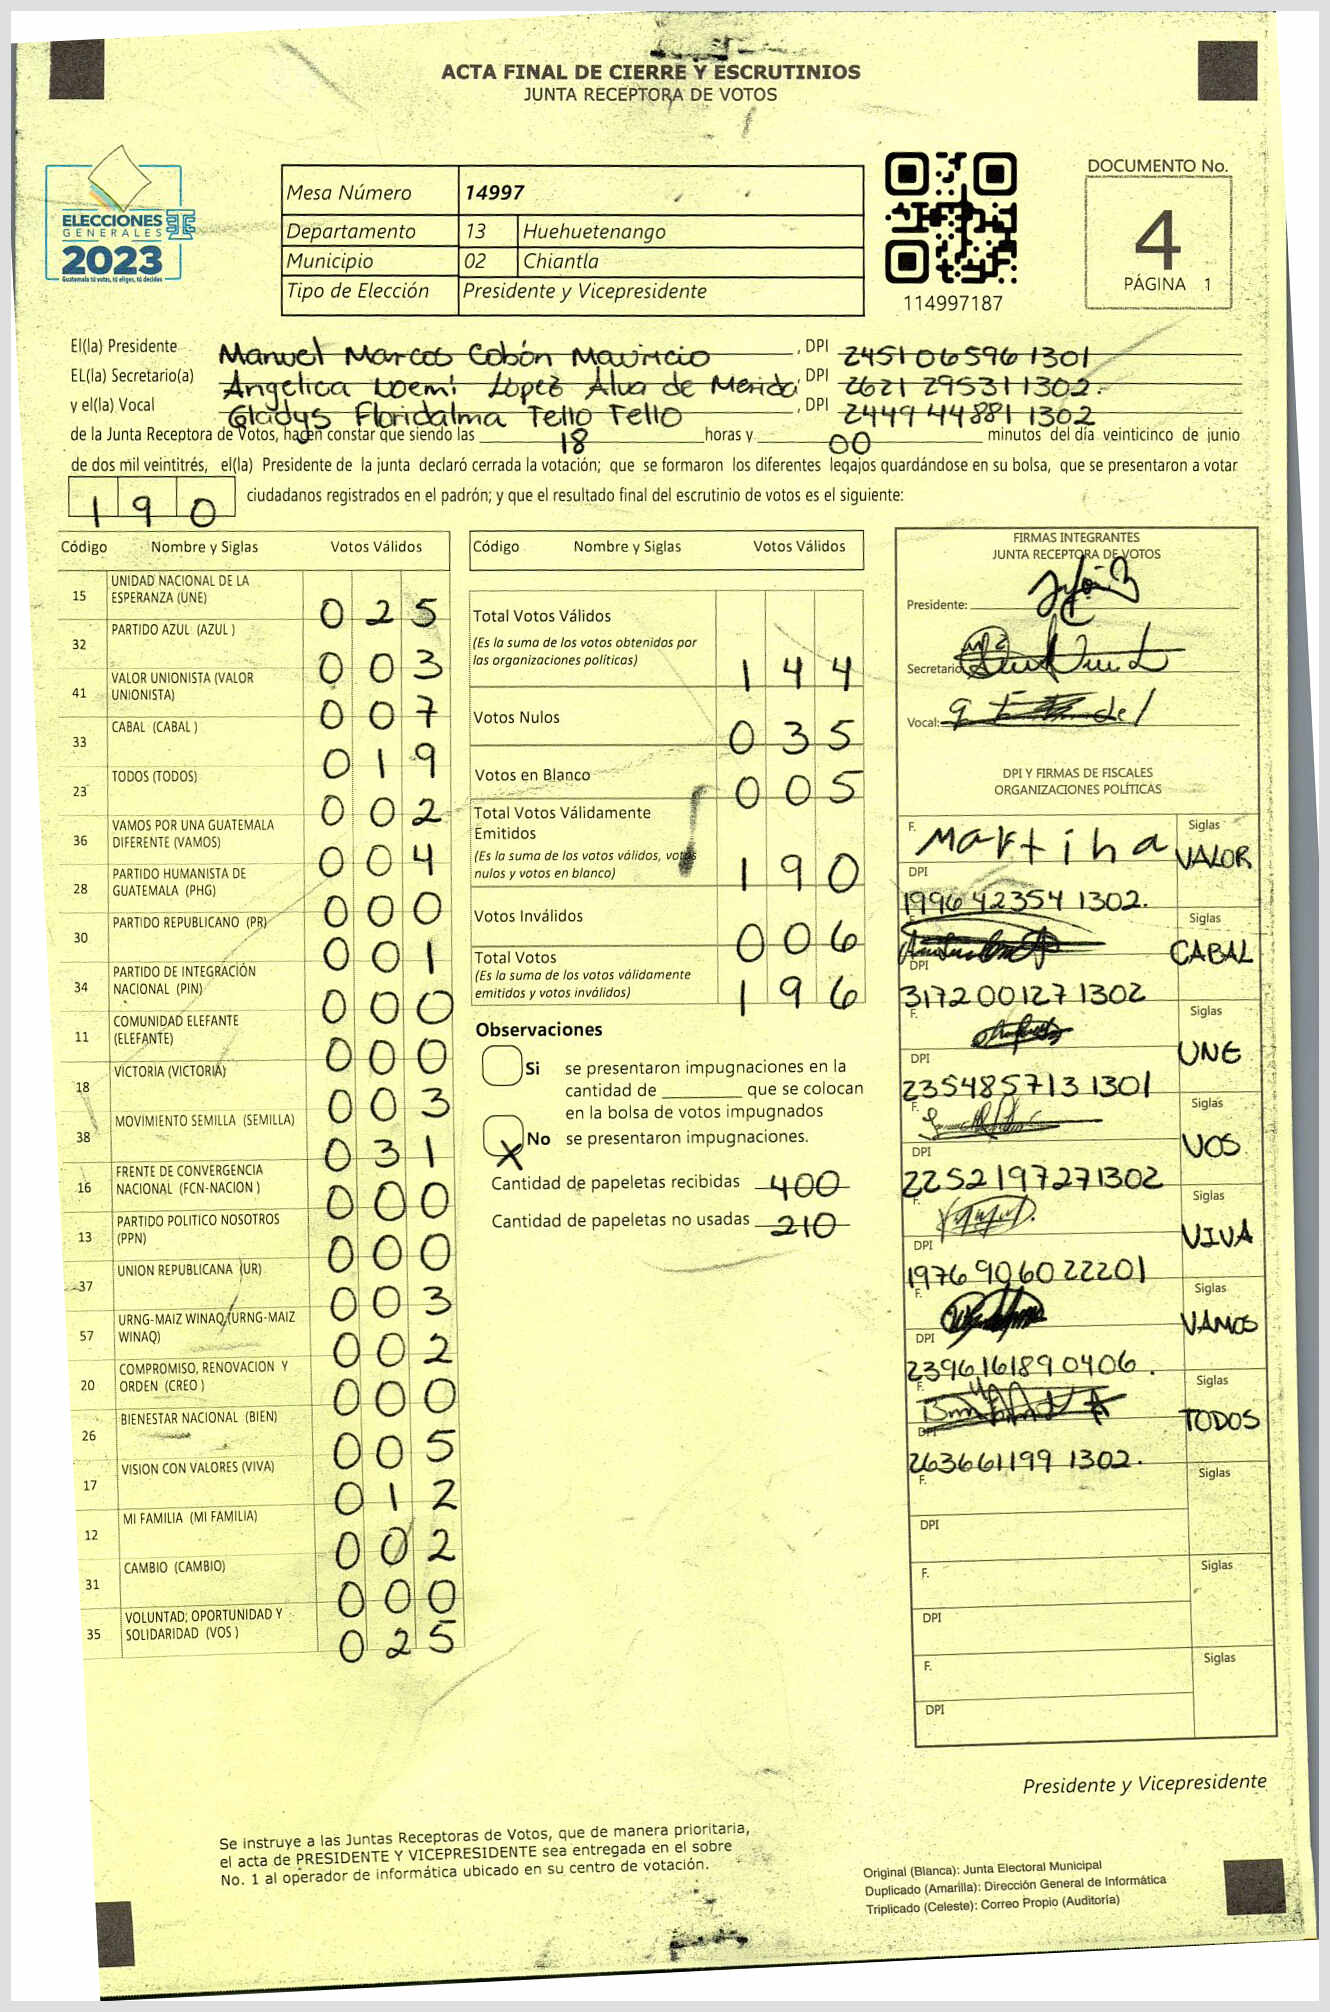 ACTA FINAL DE CIERRE Y ESCRUTINIOS
JUNTA RECEPTORA DE VOTOS
ELECCIONES
GENERALES
2023
Guatemala tú votas, tú eliges, tú decides
Mesa Número 14997
Departamento 13 Huehuetenango
Municipio 02 Chiantla
Tipo de Elección Presidente y Vicepresidente
114997187
DOCUMENTO No.
4
PÁGINA 1
El(la) Presidente Manuel Marcos Cobón Mauricio, DPI 2451 06596 1301
EL(la) Secretario(a) Angelica Loemi Lopez Alva de Merida, DPI 2621 29531 1302.
y el(la) Vocal Gladys Floridalma Tello Tello, DPI 2449 44881 1302
de la Junta Receptora de Votos, hacen constar que siendo las 18 horas y 00 minutos del día veinticinco de junio
de dos mil veintitrés, el(la) Presidente de la junta declaró cerrada la votación; que se formaron los diferentes legajos guardándose en su bolsa, que se presentaron a votar
190 ciudadanos registrados en el padrón; y que el resultado final del escrutinio de votos es el siguiente:
Código Nombre y Siglas Votos Válidos
15 UNIDAD NACIONAL DE LA ESPERANZA (UNE) 025
32 PARTIDO AZUL (AZUL ) 003
41 VALOR UNIONISTA (VALOR UNIONISTA) 007
33 CABAL (CABAL ) 019
23 TODOS (TODOS) 002
36 VAMOS POR UNA GUATEMALA DIFERENTE (VAMOS) 004
28 PARTIDO HUMANISTA DE GUATEMALA (PHG) 000
30 PARTIDO REPUBLICANO (PR) 001
34 PARTIDO DE INTEGRACIÓN NACIONAL (PIN) 000
11 COMUNIDAD ELEFANTE (ELEFANTE) 000
18 VICTORIA (VICTORIA) 003
38 MOVIMIENTO SEMILLA (SEMILLA) 031
16 FRENTE DE CONVERGENCIA NACIONAL (FCN-NACION ) 000
13 PARTIDO POLITICO NOSOTROS (PPN) 000
37 UNION REPUBLICANA (UR) 003
57 URNG-MAIZ WINAQ (URNG-MAIZ WINAQ) 002
20 COMPROMISO, RENOVACION Y ORDEN (CREO ) 000
26 BIENESTAR NACIONAL (BIEN) 005
17 VISION CON VALORES (VIVA) 012
12 MI FAMILIA (MI FAMILIA) 002
31 CAMBIO (CAMBIO) 000
35 VOLUNTAD, OPORTUNIDAD Y SOLIDARIDAD (VOS ) 025
Código Nombre y Siglas Votos Válidos
Total Votos Válidos
(Es la suma de los votos obtenidos por
las organizaciones políticas) 144
Votos Nulos 035
Votos en Blanco 005
Total Votos Válidamente
Emitidos
(Es la suma de los votos válidos, votos
nulos y votos en blanco) 190
Votos Inválidos 006
Total Votos
(Es la suma de los votos válidamente
emitidos y votos inválidos) 196
Observaciones
Si se presentaron impugnaciones en la
cantidad de ________ que se colocan
en la bolsa de votos impugnados
X No se presentaron impugnaciones.
Cantidad de papeletas recibidas 400
Cantidad de papeletas no usadas 210
FIRMAS INTEGRANTES
JUNTA RECEPTORA DE VOTOS
Presidente:
Secretario
Vocal:
DPI Y FIRMAS DE FISCALES
ORGANIZACIONES POLÍTICAS
F. Martiha Siglas VALOR
DPI 1996 42354 1302.
Siglas CABAL
DPI 3172 00127 1302
F. Siglas UNE
DPI 2354857131301
F. Siglas VOS
DPI 2252197271302
F. Siglas VIVA
DPI 1976 906022201
F. Siglas VAMOS
DPI 2396161890406.
F. Siglas TODOS
DPI 263661199 1302.
F. Siglas
DPI
F. Siglas
DPI
F. Siglas
DPI
Presidente y Vicepresidente
Se instruye a las Juntas Receptoras de Votos, que de manera prioritaria,
el acta de PRESIDENTE Y VICEPRESIDENTE sea entregada en el sobre
No. 1 al operador de informática ubicado en su centro de votación.
Original (Blanca): Junta Electoral Municipal
Duplicado (Amarilla): Dirección General de Informática
Triplicado (Celeste): Correo Propio (Auditoría)